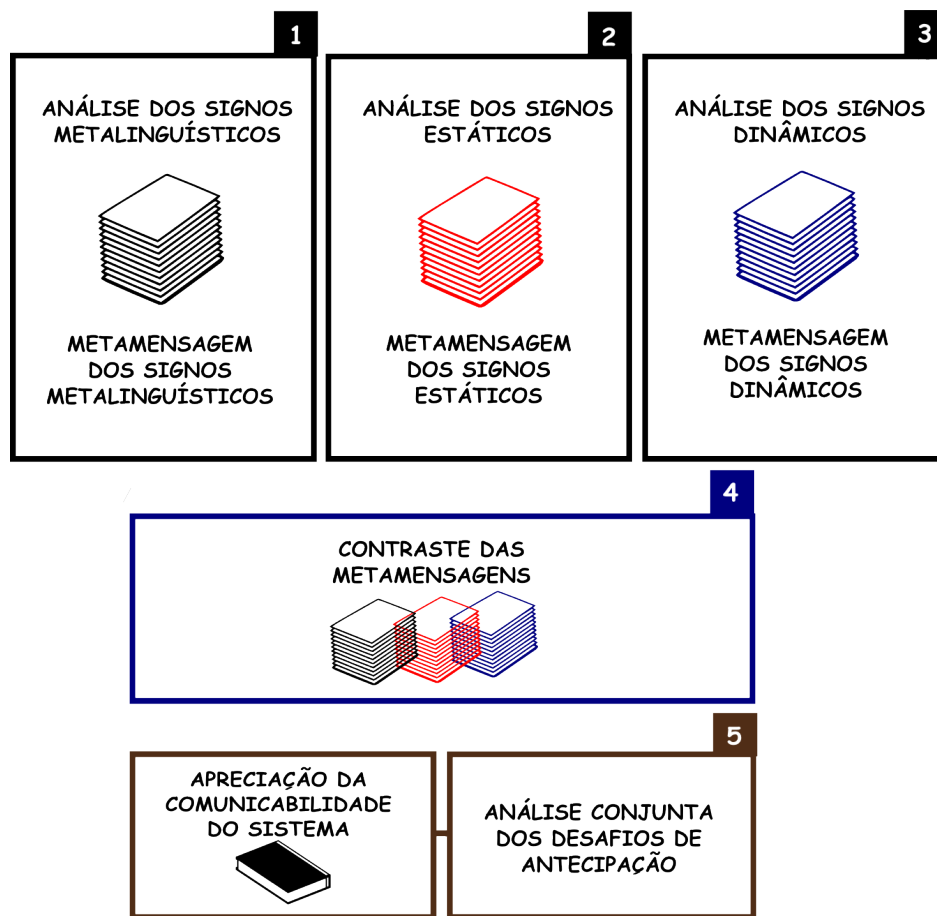 1
ANÁLISE DOS SIGNOS
METALINGUÍSTICOS
METAMENSAGEM
DOS SIGNOS
METALINGUÍSTICOS
2
ANÁLISE DOS SIGNOS
ESTÁTICOS
METAMENSAGEM
DOS SIGNOS
ESTÁTICOS
3
ANÁLISE DOS SIGNOS
DINÂMICOS
METAMENSAGEM
DOS SIGNOS
DINÂMICOS
4
CONTRASTE DAS
METAMENSAGENS
5
APRECIAÇÃO DA
COMUNICABILIDADE
DO SISTEMA
ANÁLISE CONJUNTA
DOS DESAFIOS DE
ANTECIPAÇÃO